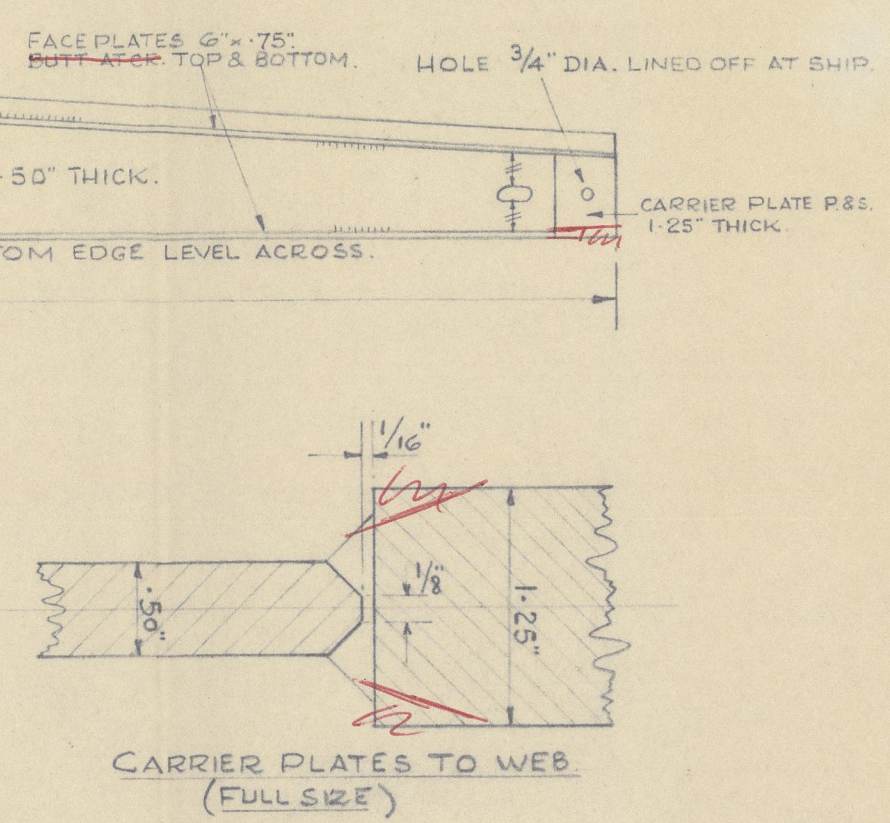 FACE PLATES 6" x .75".
BUTT ATCR. TOP & BOTTOM.
HOLE 3/4" DIA. LINED OFF AT SHIP.
.50" THICK.
CARRIER PLATE P.&S.
1.25" THICK.
TOM EDGE LEVEL ACROSS.
1/16"
1/8"
.50"
1.25"
CARRIER PLATES TO WEB.
(FULL SIZE)